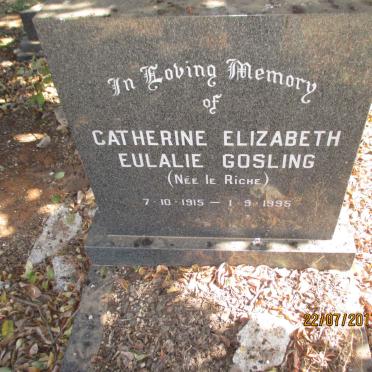 In Loving Memory
of
CATHERINE ELIZABETH
EULALIE GOSLING
(NÉE le RICHE)
7·10·1915 — 1·9·1995
22/07/201